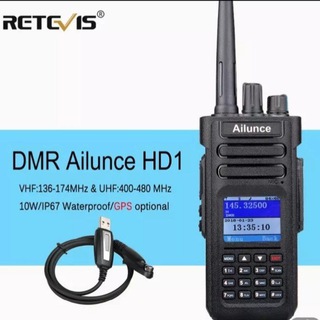 RETEVIS
DMR Ailunce HD1
VHF:136-174MHz & UHF:400-480 MHz
10W/IP67 Waterproof/GPS optional
Ailunce
145.32500
DMR
13:35:10